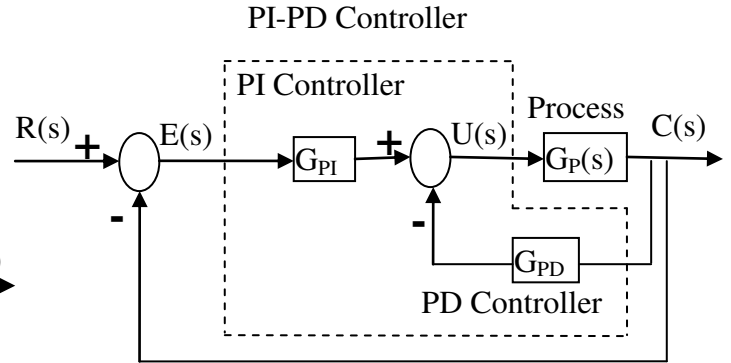 PI-PD Controller
PI Controller
Process
R(s) + E(s) + U(s) C(s)
G_PI G_P(s)
- -
G_PD
PD Controller